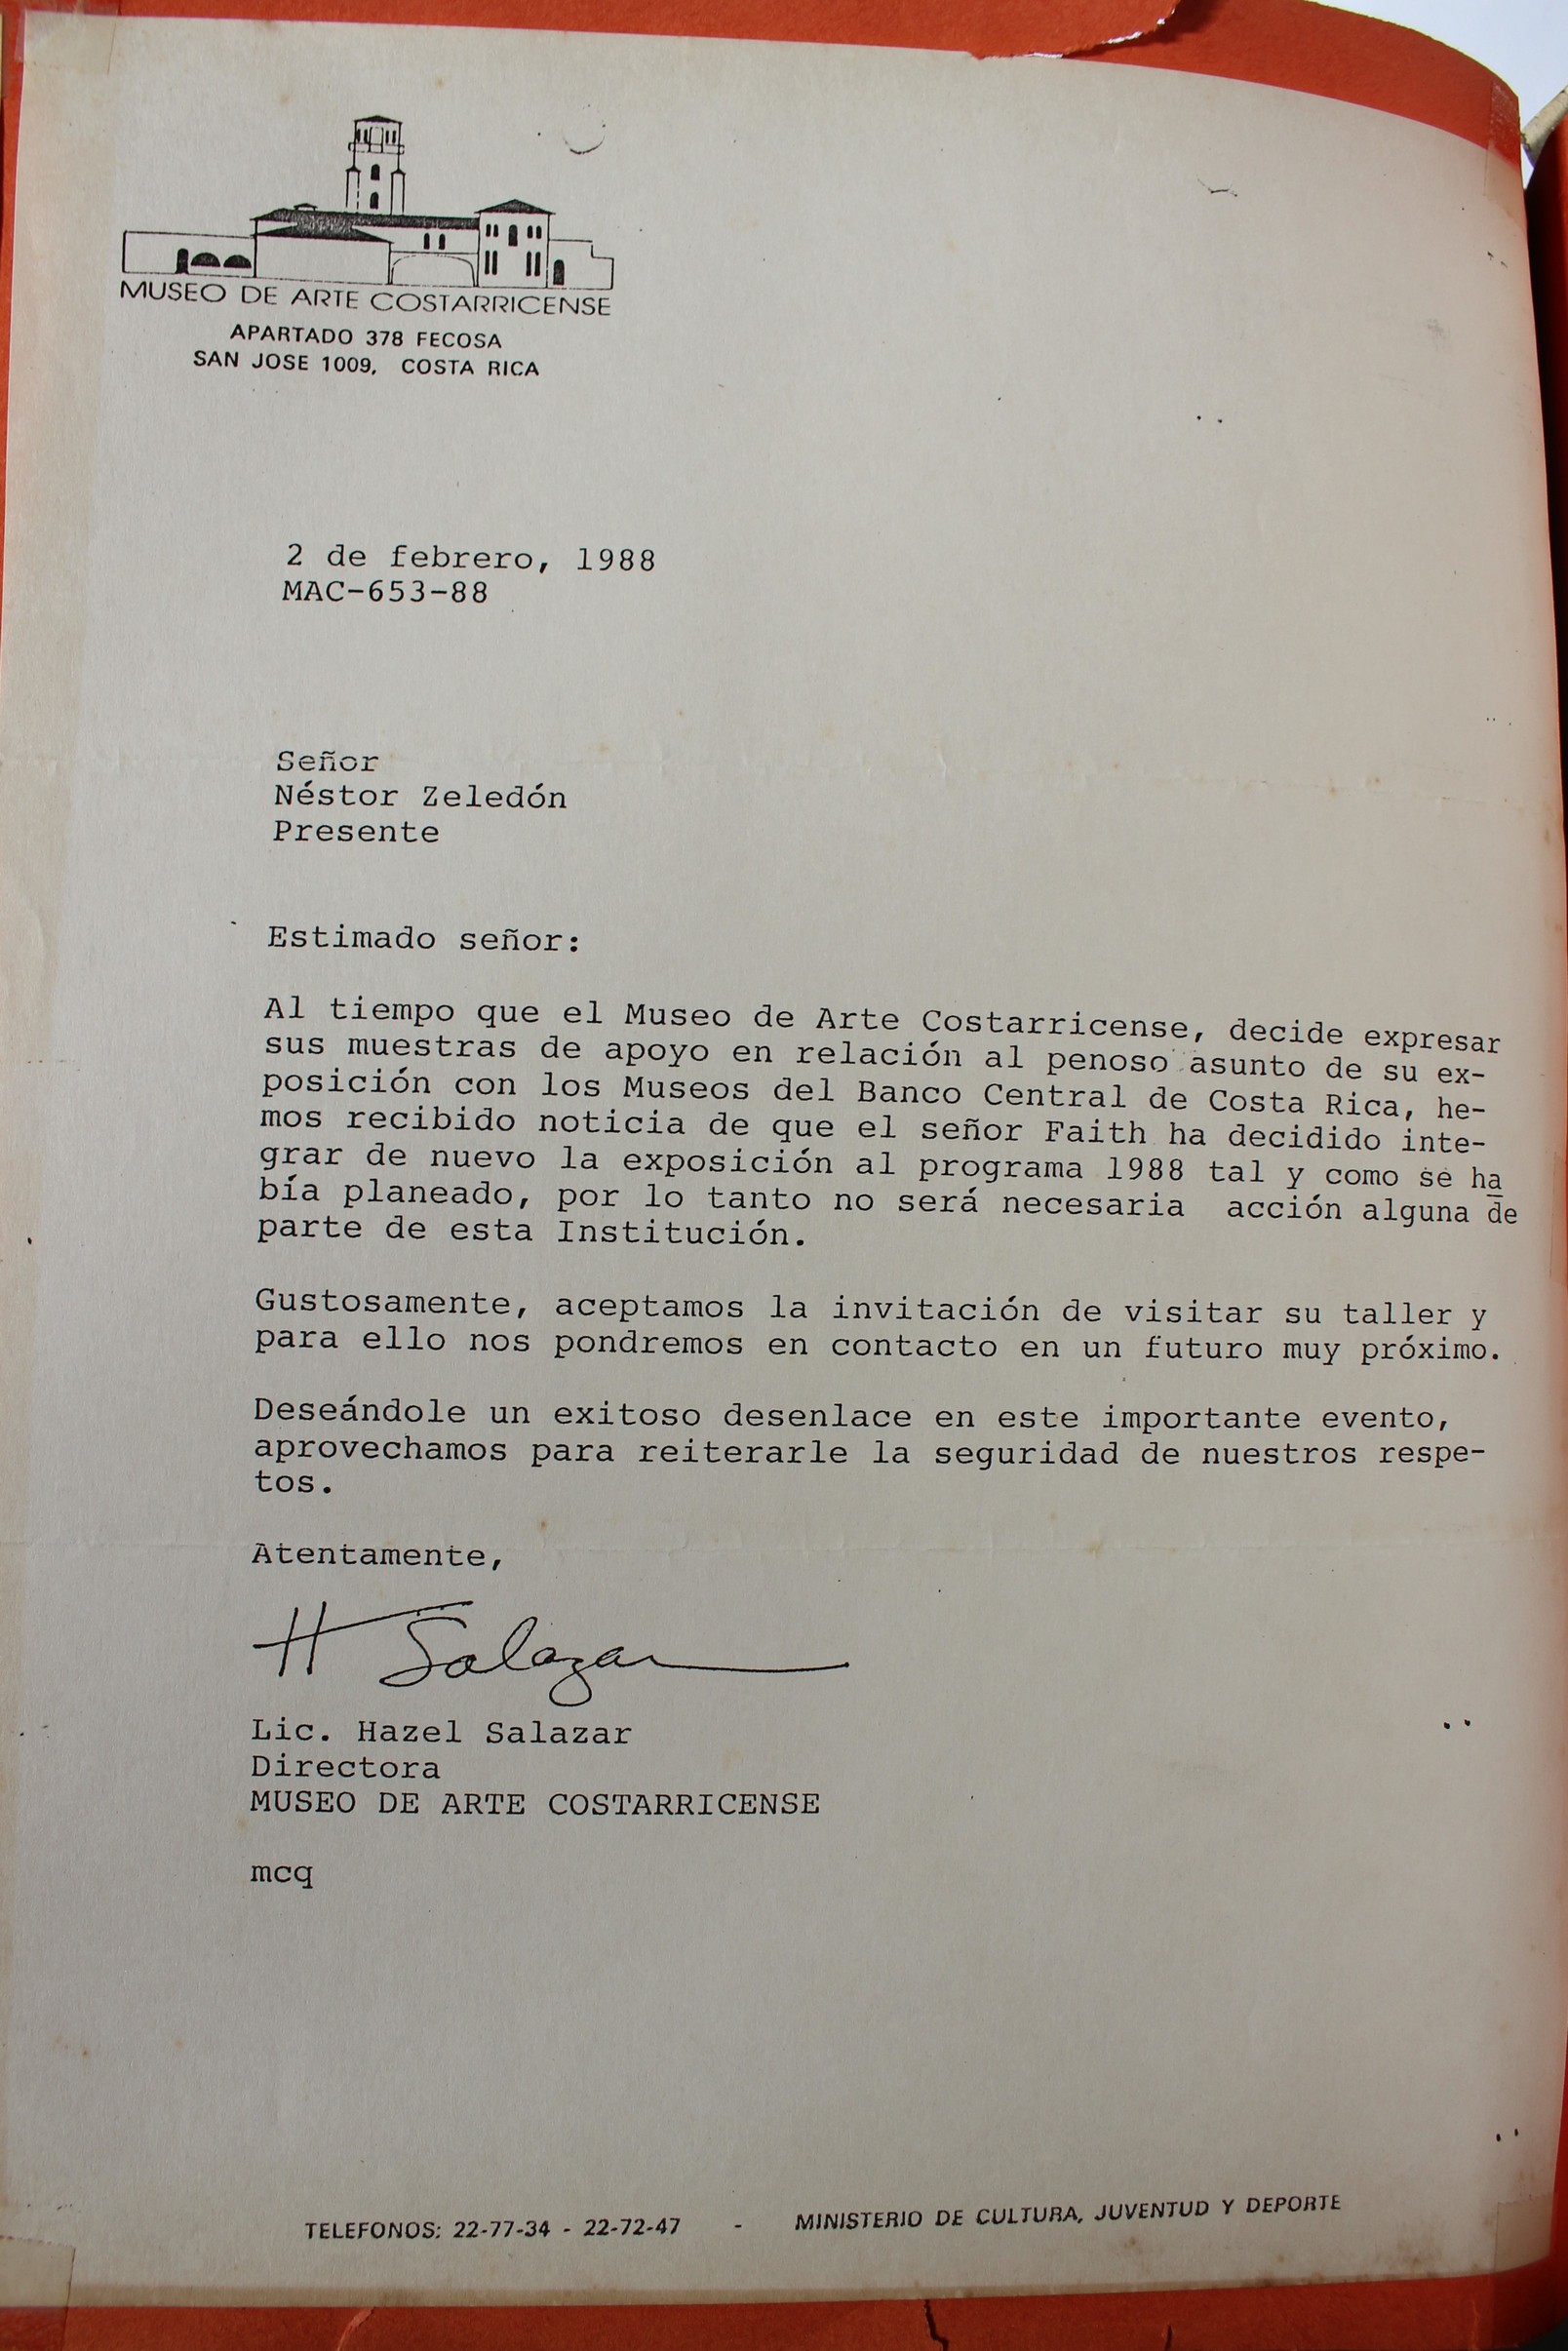 MUSEO DE ARTE COSTARRICENSE
APARTADO 378 FECOSA
SAN JOSE 1009, COSTA RICA
2 de febrero, 1988
MAC-653-88
Señor
Néstor Zeledón
Presente
Estimado señor:
Al tiempo que el Museo de Arte Costarricense, decide expresar
sus muestras de apoyo en relación al penoso asunto de su ex-
posición con los Museos del Banco Central de Costa Rica, he-
mos recibido noticia de que el señor Faith ha decidido inte-
grar de nuevo la exposición al programa 1988 tal y como se ha
bía planeado, por lo tanto no será necesaria  acción alguna de
parte de esta Institución.
Gustosamente, aceptamos la invitación de visitar su taller y
para ello nos pondremos en contacto en un futuro muy próximo.
Deseándole un exitoso desenlace en este importante evento,
aprovechamos para reiterarle la seguridad de nuestros respe-
tos.
Atentamente,
H Salazar
Lic. Hazel Salazar
Directora
MUSEO DE ARTE COSTARRICENSE
mcq
TELEFONOS: 22-77-34 - 22-72-47 - MINISTERIO DE CULTURA, JUVENTUD Y DEPORTE